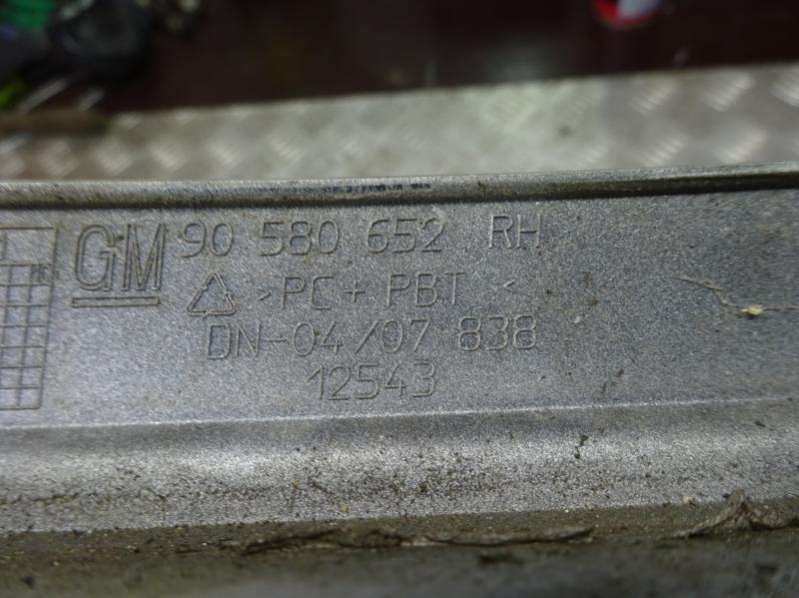 GM 90 580 652 RH
>PC + PBT <
DN-04/07 838
12543